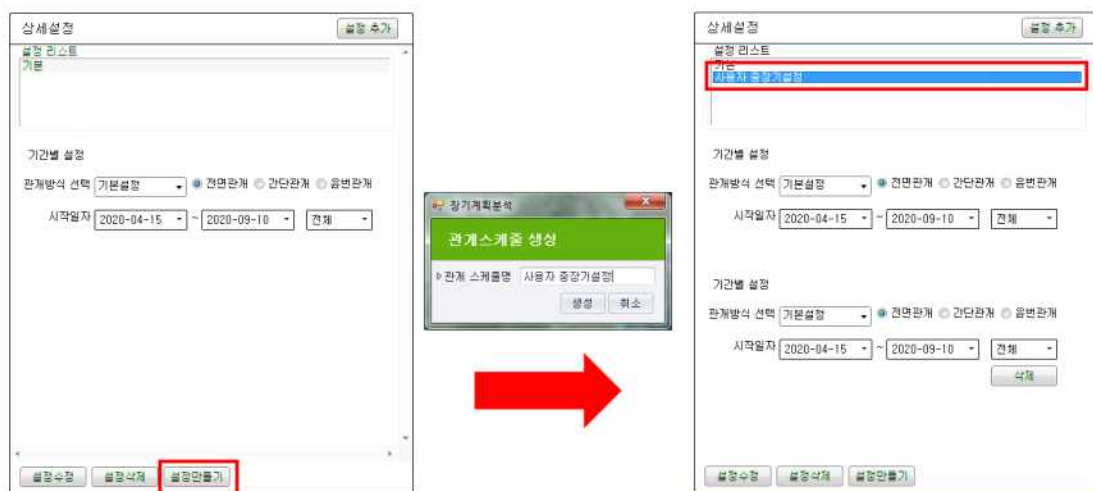 상세설정
설정 추가
설정 리스트
기본
기간별 설정
관개방식 선택 기본설정 전면관개 간단관개 윤번관개
시작일자 2020-04-15 ~ 2020-09-10 전체
설정수정 설정삭제 설정만들기
장기계획분석
관개스케줄 생성
관개 스케줄명 사용자 중장기설정
생성 취소
상세설정
설정 추가
설정 리스트
기본
사용자 중장기설정
기간별 설정
관개방식 선택 기본설정 전면관개 간단관개 윤번관개
시작일자 2020-04-15 ~ 2020-09-10 전체
기간별 설정
관개방식 선택 기본설정 전면관개 간단관개 윤번관개
시작일자 2020-04-15 ~ 2020-09-10 전체
삭제
설정수정 설정삭제 설정만들기